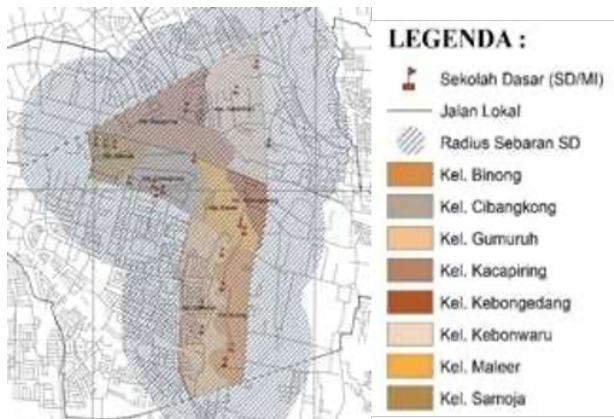 LEGENDA :
Sekolah Dasar (SD/MI)
Jalan Lokal
Radius Sebaran SD
Kel. Binong
Kel. Cibangkong
Kel. Gumuruh
Kel. Kacapiring
Kel. Kebongedang
Kel. Kebonwaru
Kel. Maleer
Kel. Samoja